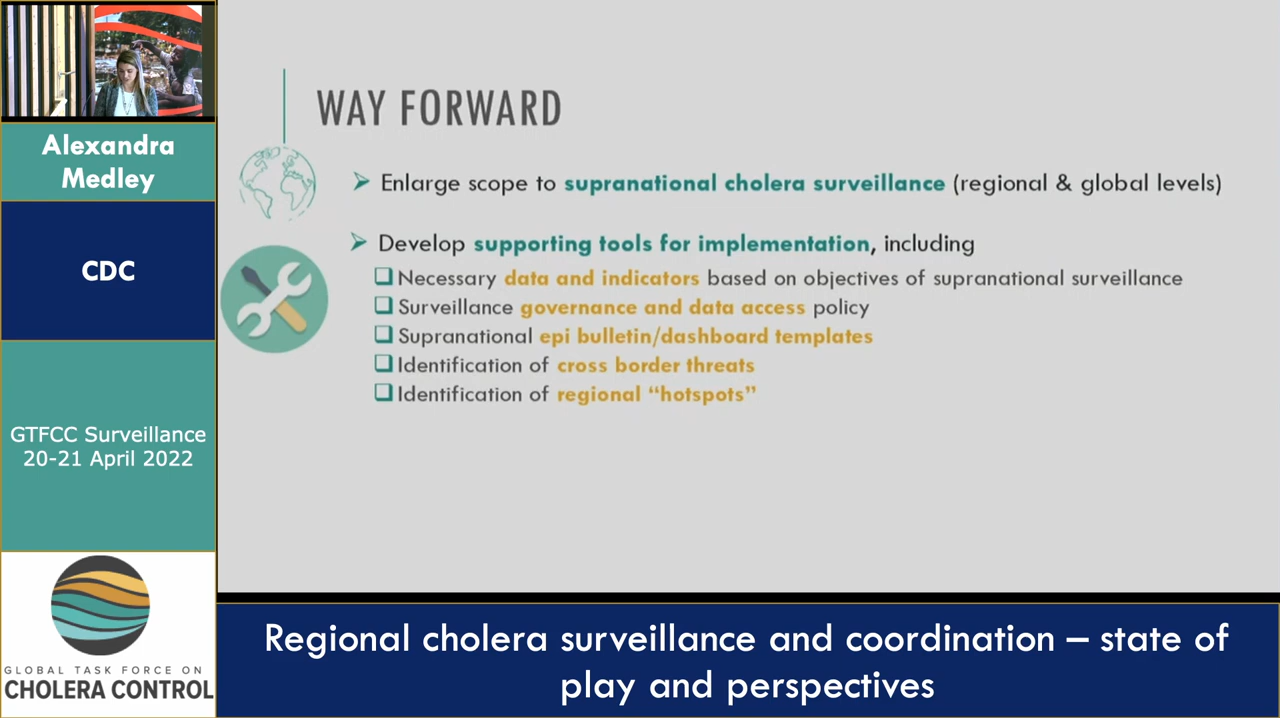 Alexandra
Medley
CDC
GTFCC Surveillance
20-21 April 2022
GLOBAL TASK FORCE ON
CHOLERA CONTROL
WAY FORWARD
Enlarge scope to supranational cholera surveillance (regional & global levels)
Develop supporting tools for implementation, including
Necessary data and indicators based on objectives of supranational surveillance
Surveillance governance and data access policy
Supranational epi bulletin/dashboard templates
Identification of cross border threats
Identification of regional “hotspots”
Regional cholera surveillance and coordination – state of
play and perspectives